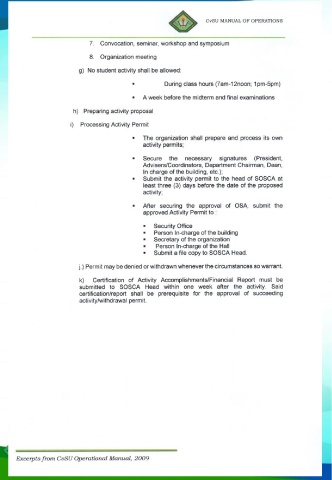 CoSU MANUAL OF OPERATIONS
7. Convocation, seminar, workshop and symposium
8. Organization meeting
g) No student activity shall be allowed:
▪ During class hours (7am-12noon; 1pm-5pm)
▪ A week before the midterm and final examinations
h) Preparing activity proposal
i) Processing Activity Permit
▪ The organization shall prepare and process its own
activity permits;
▪ Secure the necessary signatures (President,
Advisers/Coordinators, Department Chairman, Dean,
In charge of the building, etc.);
▪ Submit the activity permit to the head of SOSCA at
least three (3) days before the date of the proposed
activity;
▪ After securing the approval of OSA, submit the
approved Activity Permit to :
▪ Security Office
▪ Person In-charge of the building
▪ Secretary of the organization
▪ Person In-charge of the Hall
▪ Submit a file copy to SOSCA Head.
j.) Permit may be denied or withdrawn whenever the circumstances so warrant.
k) Certification of Activity Accomplishments/Financial Report must be
submitted to SOSCA Head within one week after the activity. Said
certification/report shall be prerequisite for the approval of succeeding
activity/withdrawal permit.
Excerpts from CoSU Operational Manual, 2009